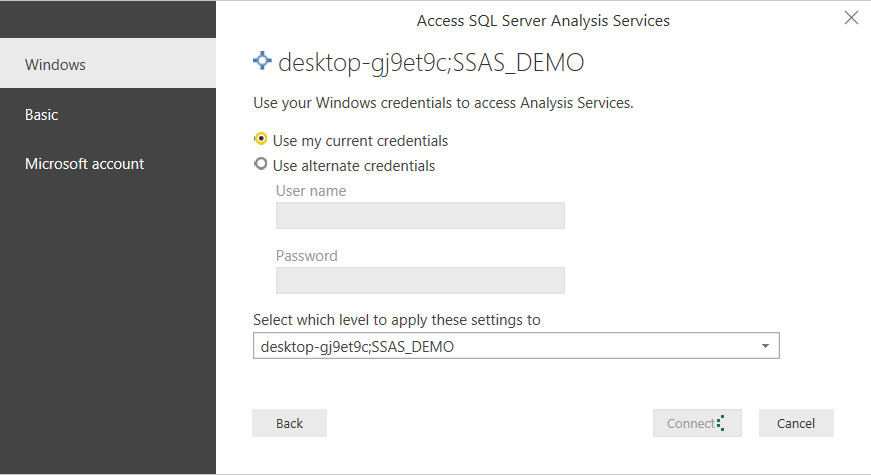 Access SQL Server Analysis Services
Windows
Basic
Microsoft account
desktop-gj9et9c;SSAS_DEMO
Use your Windows credentials to access Analysis Services.
Use my current credentials
Use alternate credentials
User name
Password
Select which level to apply these settings to
desktop-gj9et9c;SSAS_DEMO
Back
Connect
Cancel